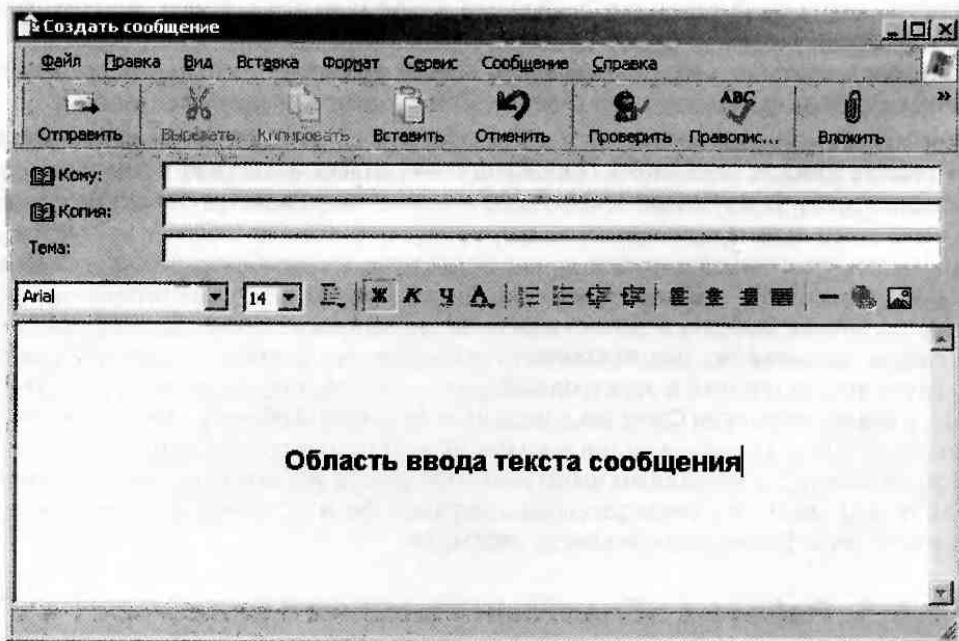 Создать сообщение
Файл Правка Вид Вставка Формат Сервис Сообщение Справка
Отправить Вырезать Копировать Вставить Отменить Проверить Правопис... Вложить
Кому:
Копия:
Тема:
Arial 14 Ж К Ч А
Область ввода текста сообщения